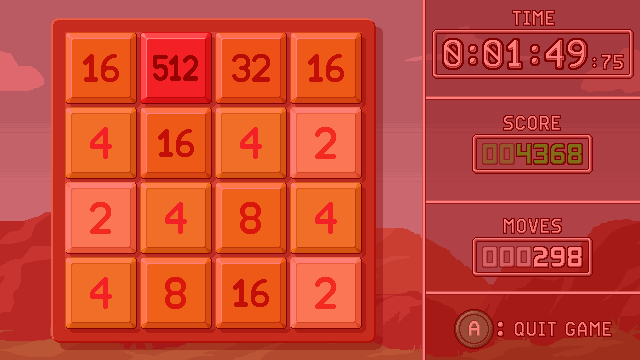 16 512 32 16
4 16 4 2
2 4 8 4
4 8 16 2
TIME
0:01:49:75
SCORE
004368
MOVES
000298
A : QUIT GAME